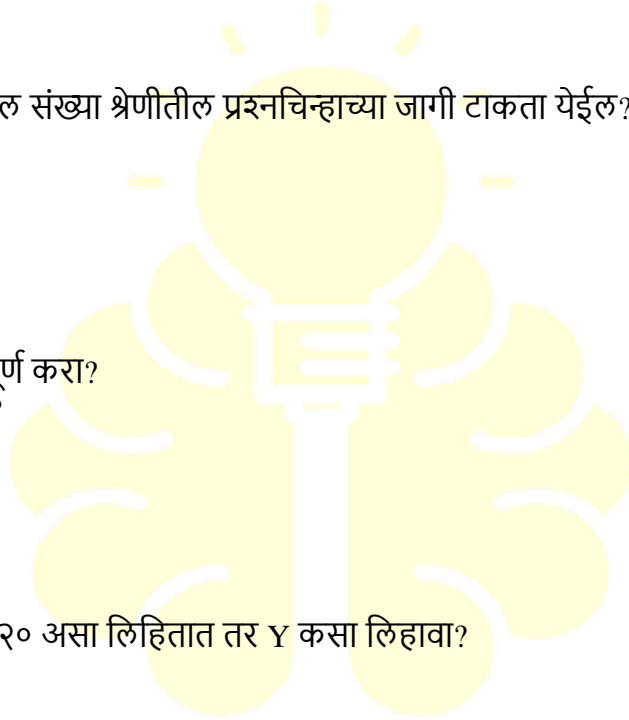 ल संख्या श्रेणीतील प्रश्नचिन्हाच्या जागी टाकता येईल?
र्ण करा?
२० असा लिहितात तर Y कसा लिहावा?